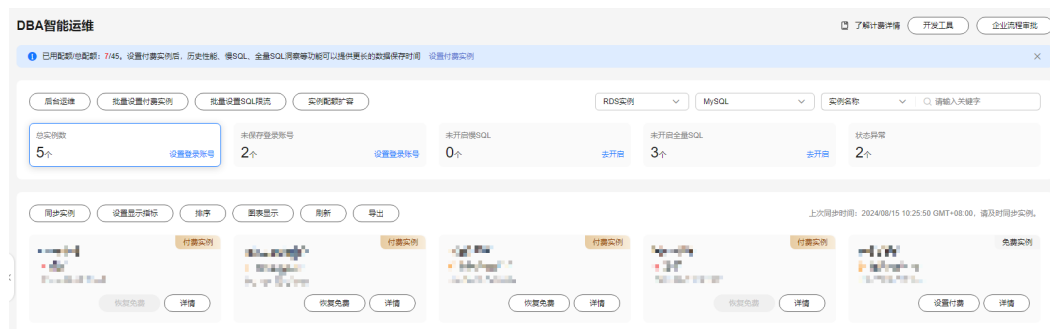 DBA智能运维
了解计费详情 开发工具 企业流程审批
已用配额/总配额：7/45。设置付费实例后，历史性能、慢SQL、全量SQL洞察等功能可以提供更长的数据保存时间 设置付费实例
后台运维 批量设置付费实例 批量设置SQL限流 实例配额扩容 RDS实例 MySQL 实例名称 请输入关键字
总实例数 未保存登录账号 未开启慢SQL 未开启全量SQL 状态异常
5个 设置登录账号 2个 设置登录账号 0个 去开启 3个 去开启 2个
同步实例 设置显示指标 排序 图表显示 刷新 导出 上次同步时间：2024/08/15 10:25:50 GMT+08:00，请及时同步实例。
付费实例 付费实例 付费实例 付费实例 免费实例
恢复免费 详情 恢复免费 详情 恢复免费 详情 恢复免费 详情 设置付费 详情